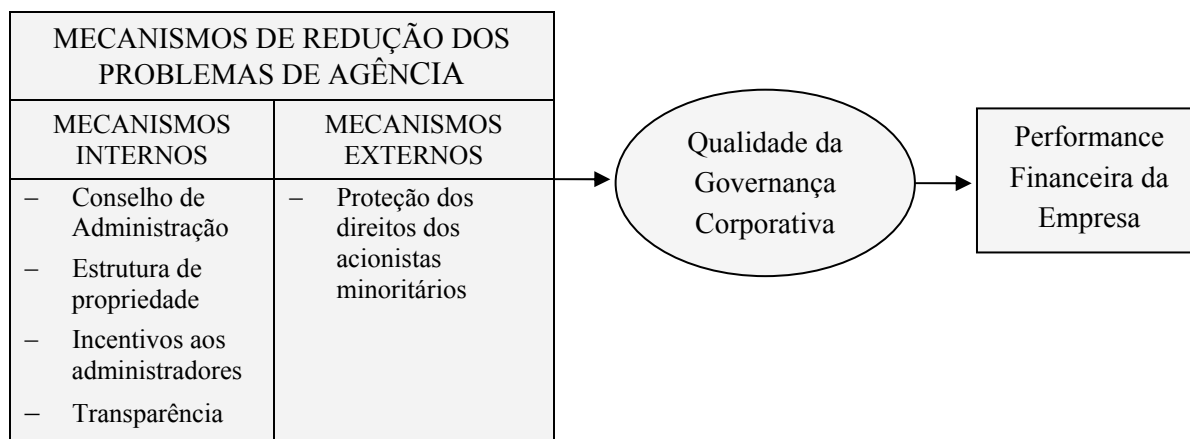 MECANISMOS DE REDUÇÃO DOS
PROBLEMAS DE AGÊNCIA
MECANISMOS
INTERNOS
MECANISMOS
EXTERNOS
– Conselho de
Administração
– Estrutura de
propriedade
– Incentivos aos
administradores
– Transparência
– Proteção dos
direitos dos
acionistas
minoritários
Qualidade da
Governança
Corporativa
Performance
Financeira da
Empresa